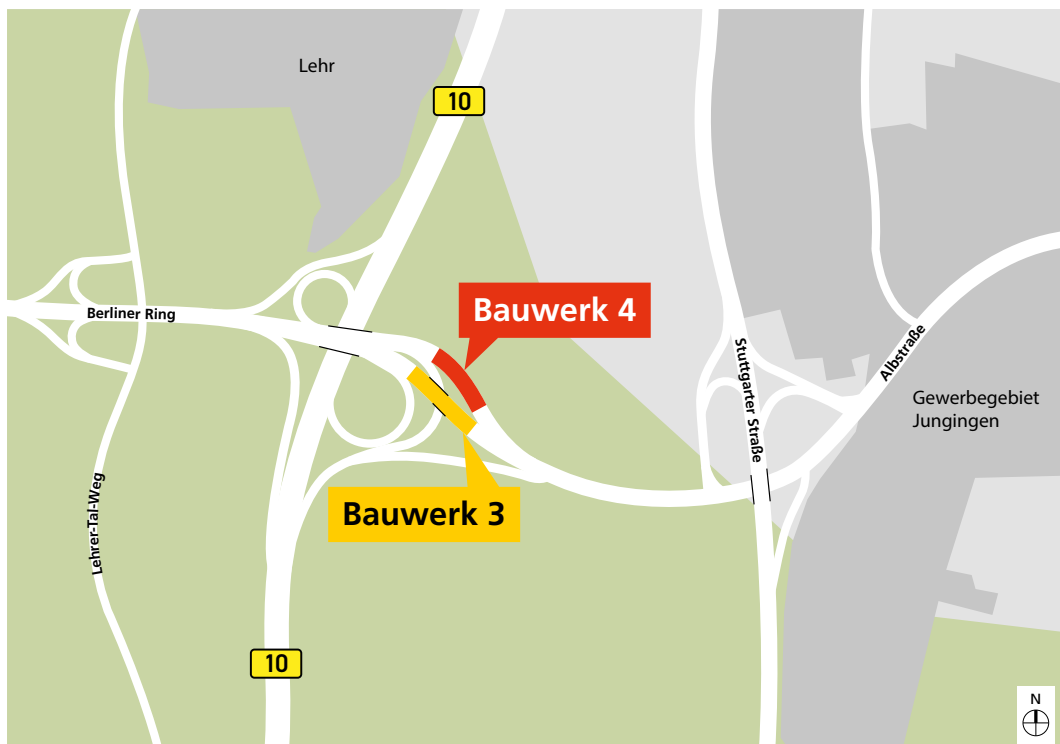 Lehr
10
Berliner Ring
Bauwerk 4
Stuttgarter Straße
Albstraße
Gewerbegebiet
Jungingen
Lehrer-Tal-Weg
Bauwerk 3
10
N